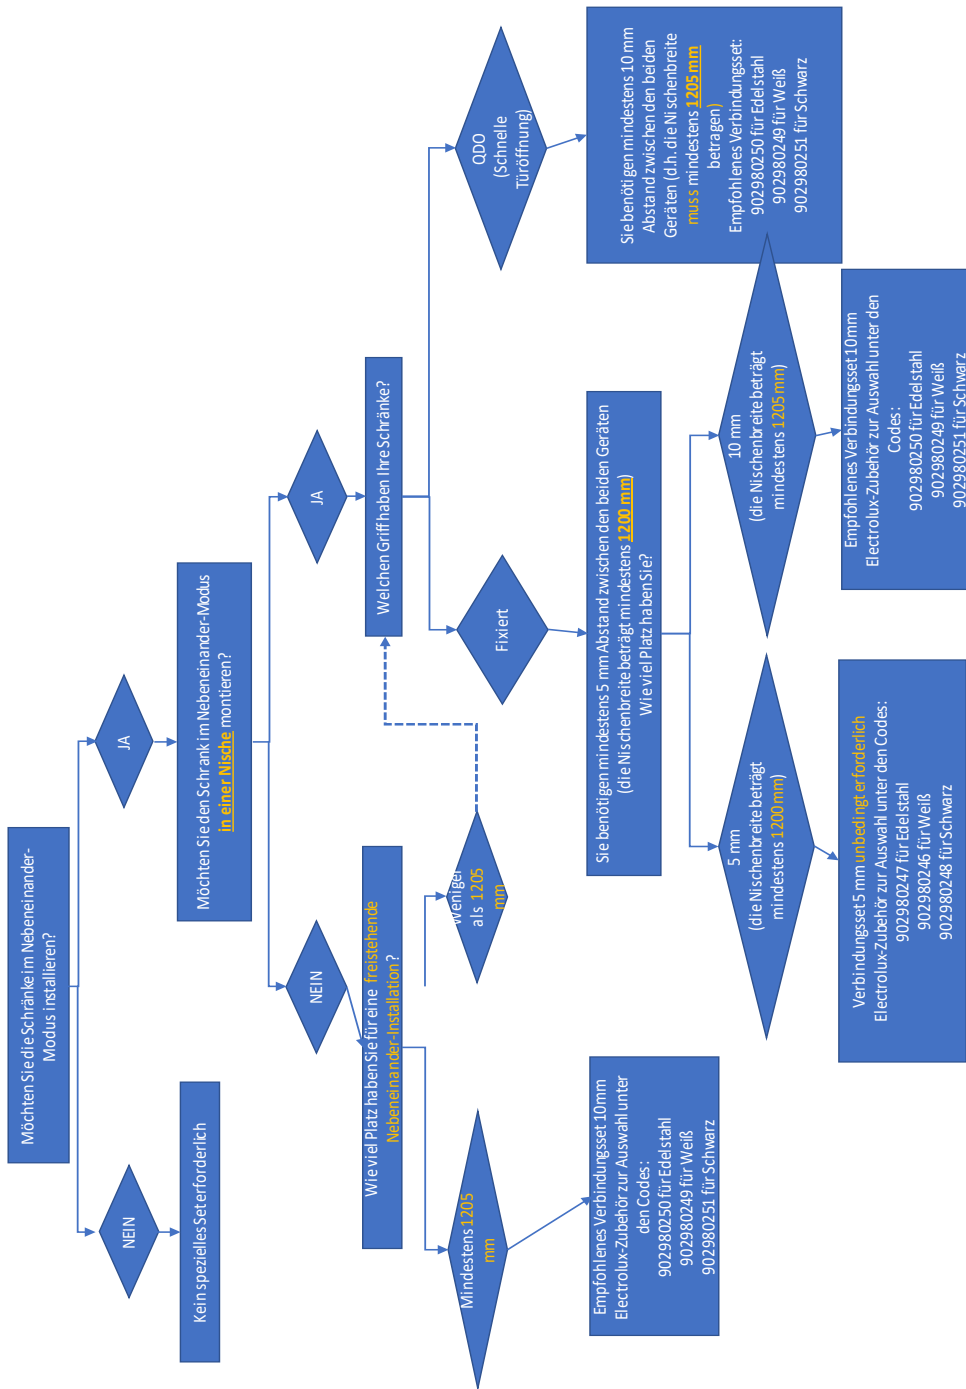 Möchten Sie die Schränke im Nebeneinander-
Modus installieren?
NEIN
JA
Kein spezielles Set erforderlich
Möchten Sie den Schrank im Nebeneinander-Modus
in einer Nische montieren?
NEIN
JA
Wie viel Platz haben Sie für eine freistehende
Nebeneinander-Installation?
Welchen Griff haben Ihre Schränke?
Mindestens 1205
mm
Weniger
als 1205
mm
Fixiert
QDO
(Schnelle
Türöffnung)
Empfohlenes Verbindungsset 10mm
Electrolux-Zubehör zur Auswahl unter
den Codes:
902980250 für Edelstahl
902980249 für Weiß
902980251 für Schwarz
Sie benötigen mindestens 5 mm Abstand zwischen den beiden Geräten
(die Nischenbreite beträgt mindestens 1200 mm)
Wie viel Platz haben Sie?
Sie benötigen mindestens 10 mm
Abstand zwischen den beiden
Geräten (d.h. die Nischenbreite
muss mindestens 1205 mm
betragen)
Empfohlenes Verbindungsset:
902980250 für Edelstahl
902980249 für Weiß
902980251 für Schwarz
5 mm
(die Nischenbreite beträgt
mindestens 1200 mm)
10 mm
(die Nischenbreite beträgt
mindestens 1205 mm)
Verbindungsset 5 mm unbedingt erforderlich
Electrolux-Zubehör zur Auswahl unter den Codes:
902980247 für Edelstahl
902980246 für Weiß
902980248 für Schwarz
Empfohlenes Verbindungsset 10mm
Electrolux-Zubehör zur Auswahl unter den
Codes:
902980250 für Edelstahl
902980249 für Weiß
902980251 für Schwarz